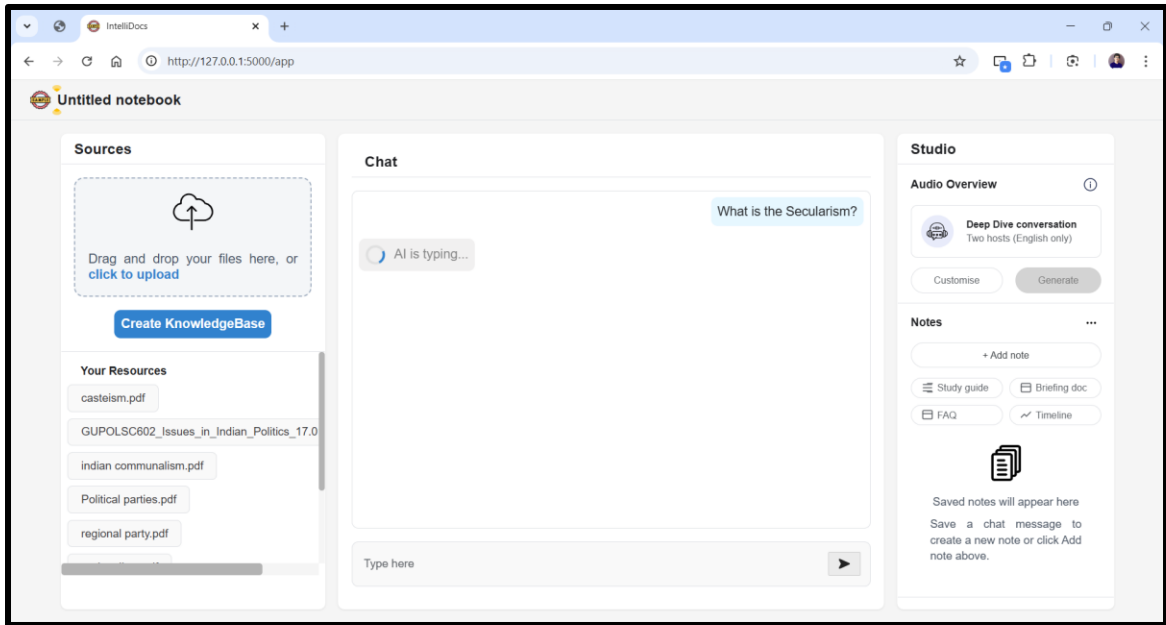 IntelliDocs
http://127.0.0.1:5000/app
Untitled notebook
Sources
Drag and drop your files here, or
click to upload
Create KnowledgeBase
Your Resources
casteism.pdf
GUPOLSC602_Issues_in_Indian_Politics_17.0
indian communalism.pdf
Political parties.pdf
regional party.pdf
Chat
What is the Secularism?
AI is typing...
Type here
Studio
Audio Overview
Deep Dive conversation
Two hosts (English only)
Customise
Generate
Notes
+ Add note
Study guide
Briefing doc
FAQ
Timeline
Saved notes will appear here
Save a chat message to
create a new note or click Add
note above.